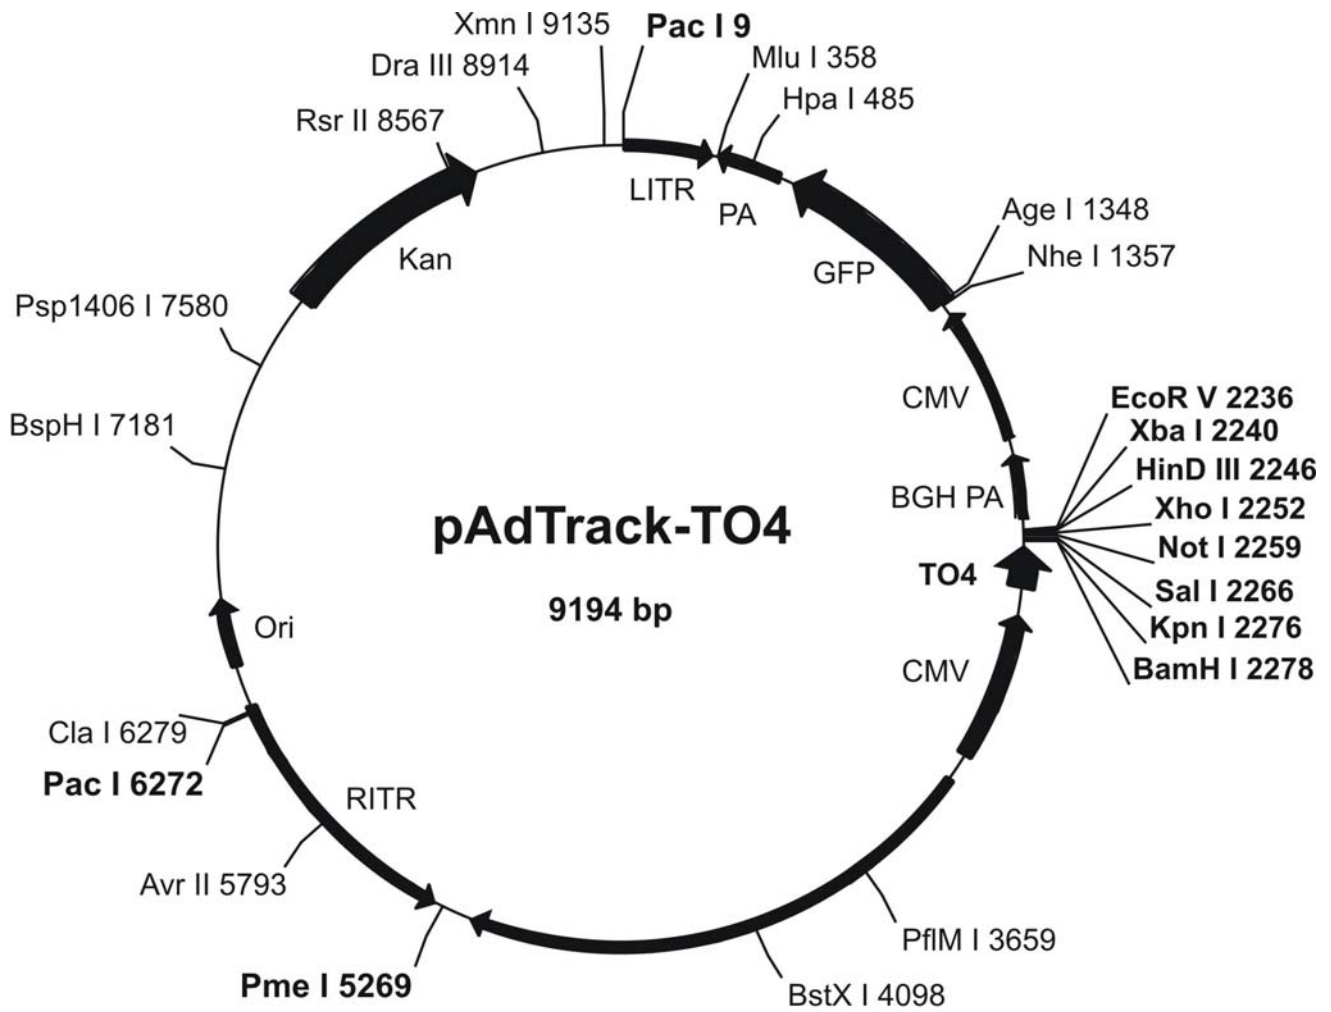 Xmn I 9135
Pac I 9
Dra III 8914
Mlu I 358
Hpa I 485
Rsr II 8567
LITR
PA
Age I 1348
Nhe I 1357
Kan
GFP
Psp1406 I 7580
CMV
EcoR V 2236
Xba I 2240
HinD III 2246
BspH I 7181
BGH PA
Xho I 2252
pAdTrack-TO4
Not I 2259
TO4
Sal I 2266
9194 bp
Ori
Kpn I 2276
CMV
BamH I 2278
Cla I 6279
Pac I 6272
RITR
Avr II 5793
PflM I 3659
Pme I 5269
BstX I 4098